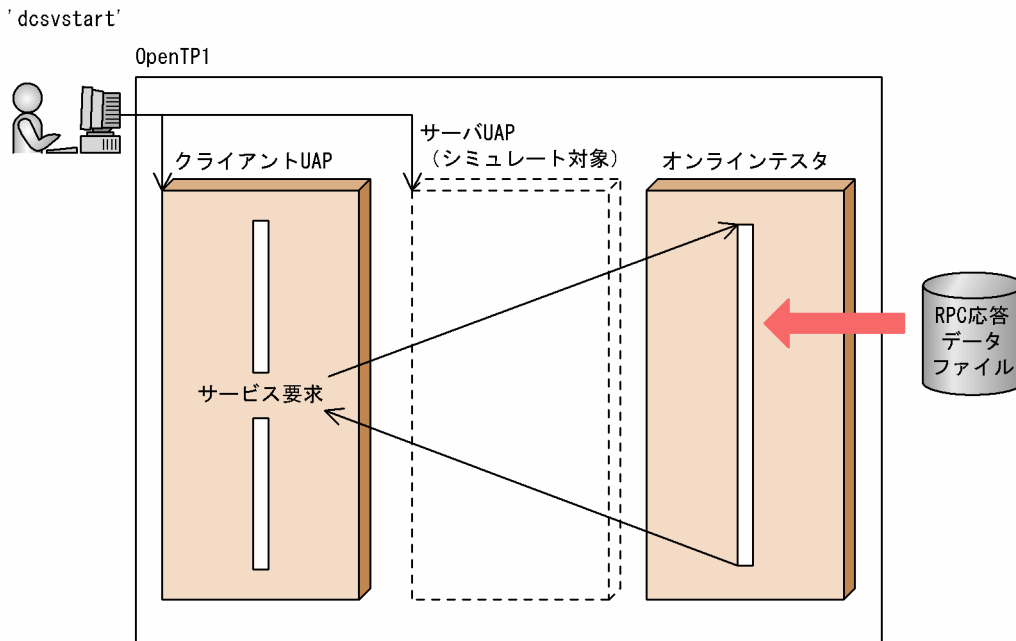 'dcsvstart'
OpenTP1
サーバUAP
（シミュレート対象）
クライアントUAP
オンラインテスタ
RPC応答
データ
ファイル
サービス要求